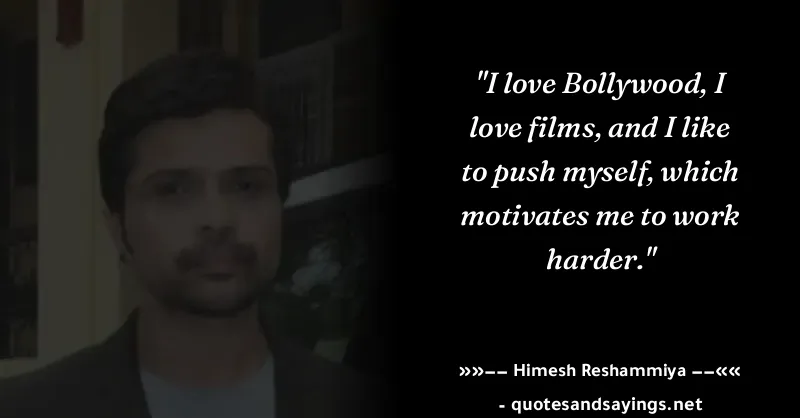 "I love Bollywood, I
love films, and I like
to push myself, which
motivates me to work
harder."
»»–– Himesh Reshammiya ––««
- quotesandsayings.net